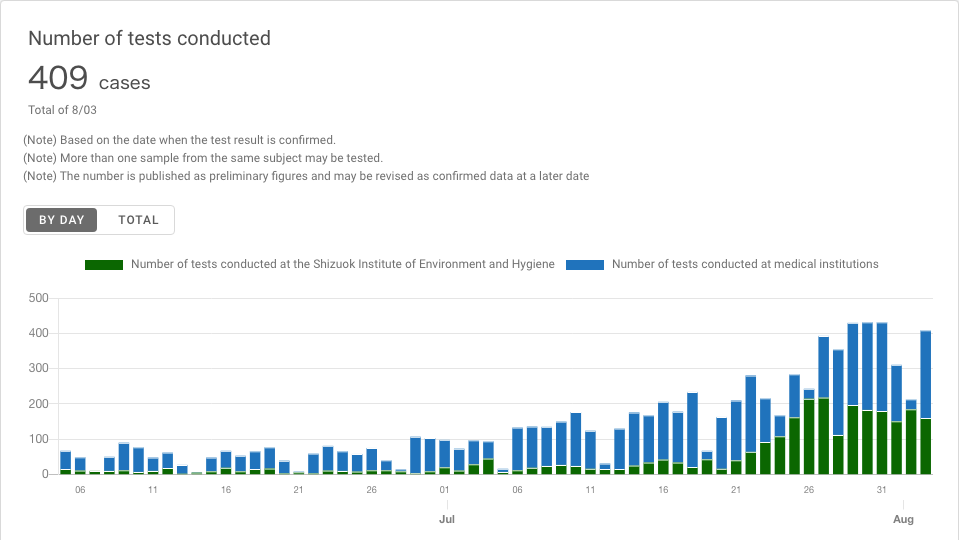 Number of tests conducted
409 cases
Total of 8/03
(Note) Based on the date when the test result is confirmed.
(Note) More than one sample from the same subject may be tested.
(Note) The number is published as preliminary figures and may be revised as confirmed data at a later date
BY DAY TOTAL
Number of tests conducted at the Shizuok Institute of Environment and Hygiene Number of tests conducted at medical institutions
500
400
300
200
100
0
06 11 16 21 26 01 06 11 16 21 26 31
Jul Aug